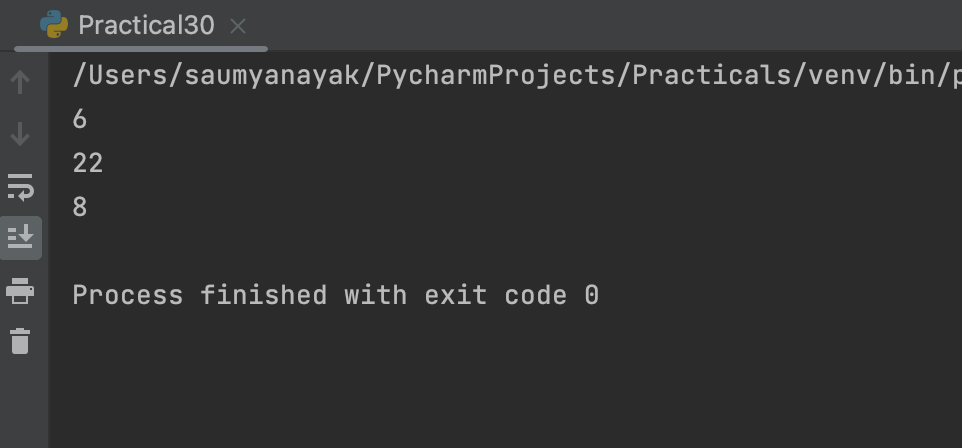 Practical30
/Users/saumyanayak/PycharmProjects/Practicals/venv/bin/p
6
22
8
Process finished with exit code 0